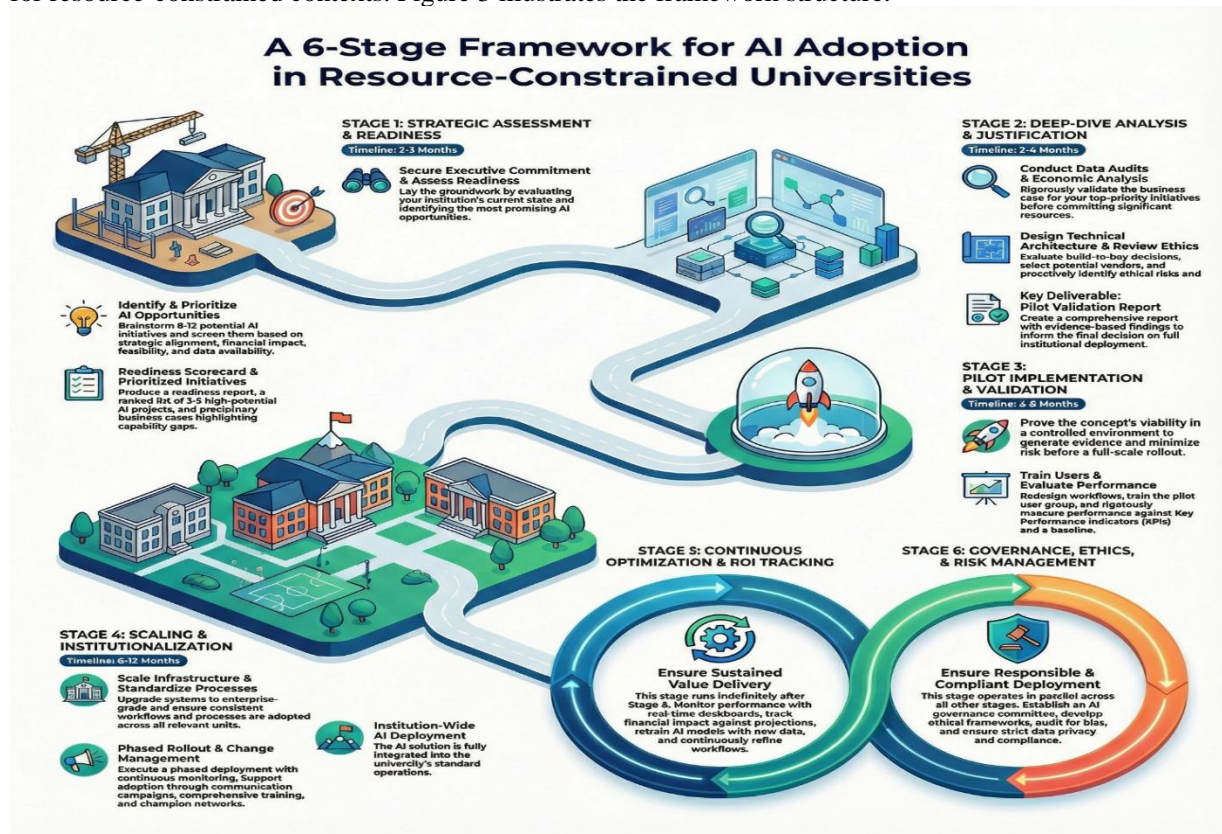 for resource-constrained contexts. Figure 3 illustrates the framework structure.
A 6-Stage Framework for AI Adoption
in Resource-Constrained Universities
STAGE 1: STRATEGIC ASSESSMENT
& READINESS
Timeline: 2-3 Months
Secure Executive Commitment
& Assess Readiness
Lay the groundwork by evaluating
your institution's current state and
identifying the most promising AI
opportunities.
Identify & Prioritize
AI Opportunities
Brainstorm 8-12 potential AI
initiatives and screen them based on
strategic alignment, financial impact,
feasibility, and data availability.
Reediness Scorecard &
Prioritized Initiatives
Produce a readiness report, a
ranked of 3-5 high-potential
AI projects, and precipinary
business cases highlighting
capability gaps.
STAGE 2: DEEP-DIVE ANALYSIS
& JUSTIFICATION
Timeline: 2-4 Months
Conduct Data Audits
& Economic Analysis
Rigorously validate the business
case for your top-priority initiatives
before committing significant
resources.
Design Technical
Architecture & Review Ethics
Evaluate build-to-bay decisions,
select potential vendors, and
procctively identify ethical risks and
Key Deliverable:
Pilot Validation Report
Create a comprehensive report
with evidence-based findings to
inform the final decision on full
institutional deployment.
STAGE 3:
PILOT IMPLEMENTATION
& VALIDATION
Timeline: Months
Prove the concept's viability in
a controlled environment to
generate evidence and minimize
risk before a full-scale rollout.
Train Users &
Evaluate Performance
Redesign workflows, train the pilot
user group, and rigotously
mascure performance against Key
Performance indicators
and a baseline.
STAGE 4: SCALING &
INSTITUTIONALIZATION
Timeline: 6-12 Months
Scale Infrastructure &
Standardize Processes
Upgrade systems to enterprise-
grade and ensure consistent
workflows and processes are adopted
across all relevant units.
Phased Rollout & Change
Management
Execute a phased deployment with
continuous monitoring, Support
adoption through communication
campaigns, comprehensive training,
and champion networks.
Institution-Wide
AI Deployment
The AI solution is fully
integrated into the
univercity's standard
operations.
STAGE 5: CONTINUOUS
OPTIMIZATION & ROI TRACKING
Ensure Sustained
Value Delivery
This stage runs indefinitely after
Stage &. Monitor performance with
real-time deskboards, track
financial impact against projections,
retrain AI models with new data,
and continuously refine
workflows.
STAGE 6: GOVERNANCE, ETHICS,
& RISK MANAGEMENT
Ensure Responsible &
Compliant Deployment
This stage operates in parallel across
all other stages. Establish an AI
governance committee, develpp
othical frameworks, audit for bias,
and ensure strict data privacy
and compliance.